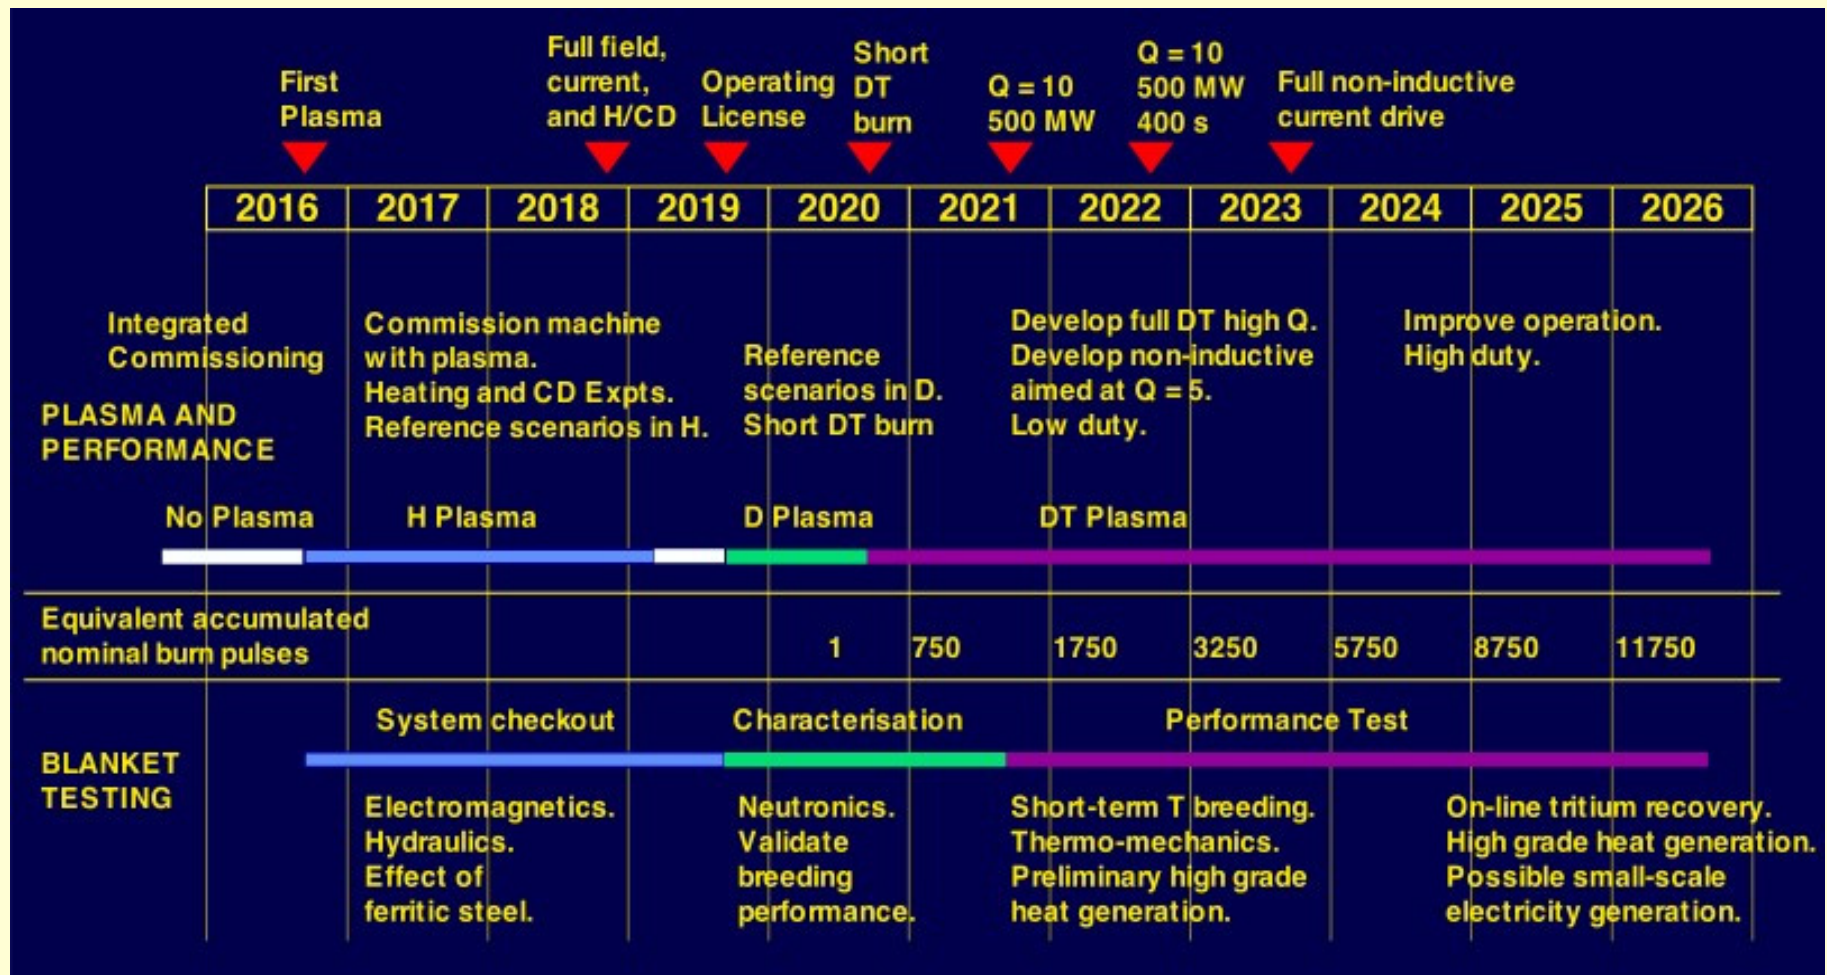 First
Plasma
Full field,
current,
and H/CD
Operating
License
Short
DT
burn
Q = 10
500 MW
Q = 10
500 MW
400 s
Full non-inductive
current drive
2016 2017 2018 2019 2020 2021 2022 2023 2024 2025 2026
Integrated
Commissioning
PLASMA AND
PERFORMANCE
Commission machine
with plasma.
Heating and CD Expts.
Reference scenarios in H.
Reference
scenarios in D.
Short DT burn
Develop full DT high Q.
Develop non-inductive
aimed at Q = 5.
Low duty.
Improve operation.
High duty.
No Plasma H Plasma D Plasma DT Plasma
Equivalent accumulated
nominal burn pulses
1 750 1750 3250 5750 8750 11750
System checkout Characterisation Performance Test
BLANKET
TESTING
Electromagnetics.
Hydraulics.
Effect of
ferritic steel.
Neutronics.
Validate
breeding
performance.
Short-term T breeding.
Thermo-mechanics.
Preliminary high grade
heat generation.
On-line tritium recovery.
High grade heat generation.
Possible small-scale
electricity generation.